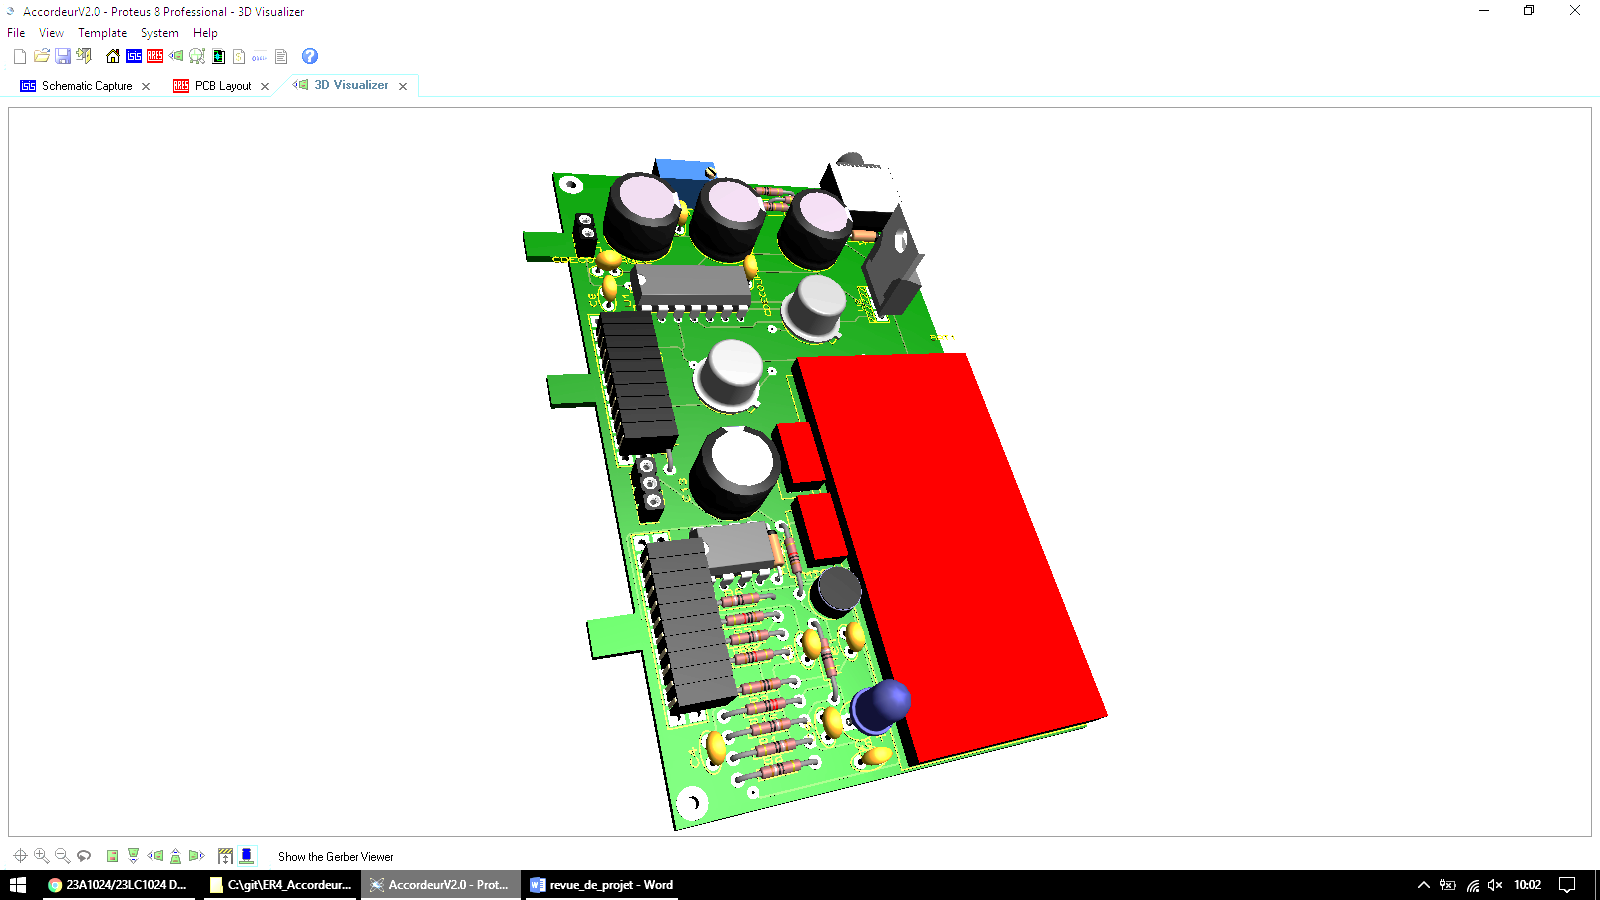 AccordeurV2.0 - Proteus 8 Professional - 3D Visualizer
File View Template System Help
Schematic Capture
PCB Layout
3D Visualizer
U1
Show the Gerber Viewer
23A1024/23LC1024 D...
C:\git\ER4_Accordeur...
AccordeurV2.0 - Prot...
revue_de_projet - Word
10:02